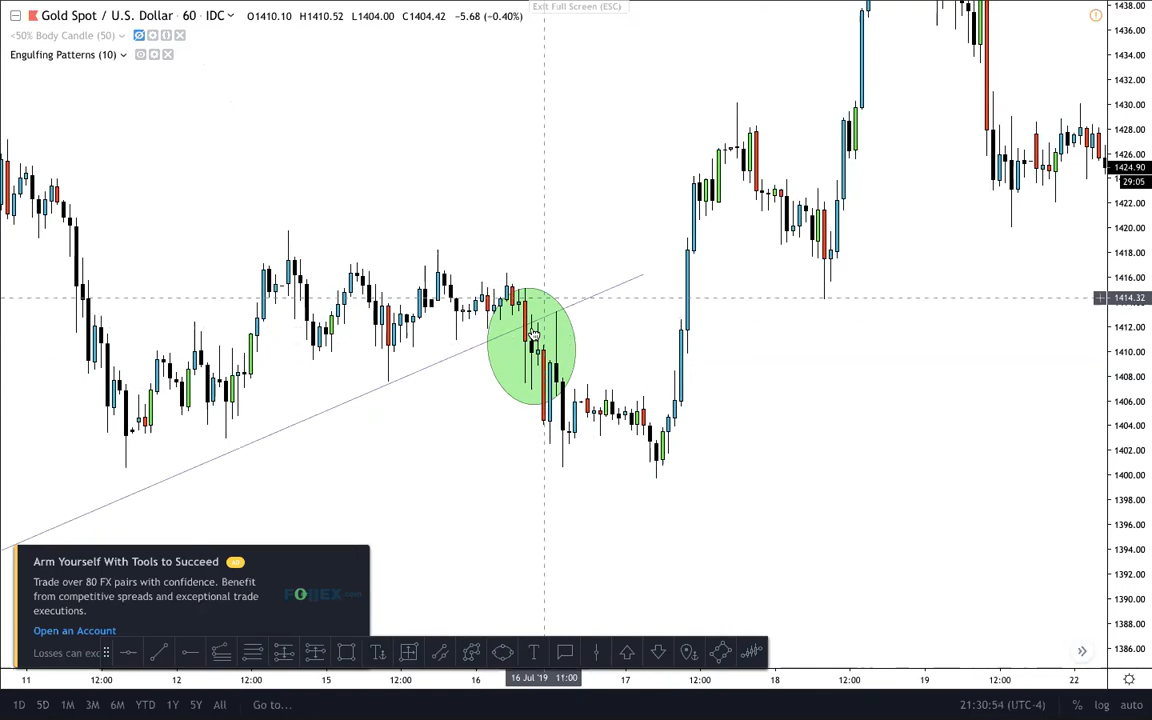 Exit Full Screen (ESC)
Gold Spot / U.S. Dollar · 60 · IDC O1410.10 H1410.52 L1404.00 C1404.42 −5.68 (−0.40%)
<50% Body Candle (50)
Engulfing Patterns (10)
1438.00
1436.00
1434.00
1432.00
1430.00
1428.00
1426.00
1424.90
29:05
1422.00
1420.00
1418.00
1416.00
1414.32
1412.00
1410.00
1408.00
1406.00
1404.00
1402.00
1400.00
1398.00
1396.00
1394.00
1392.00
1390.00
1388.00
1386.00
Arm Yourself With Tools to Succeed
Trade over 80 FX pairs with confidence. Benefit
from competitive spreads and exceptional trade
executions.
Open an Account
Losses can exc
11 12:00 12 12:00 15 12:00 16 16 Jul '19 11:00 17 12:00 18 12:00 19 12:00 22
1D 5D 1M 3M 6M YTD 1Y 5Y All Go to... 21:30:54 (UTC-4) % log auto